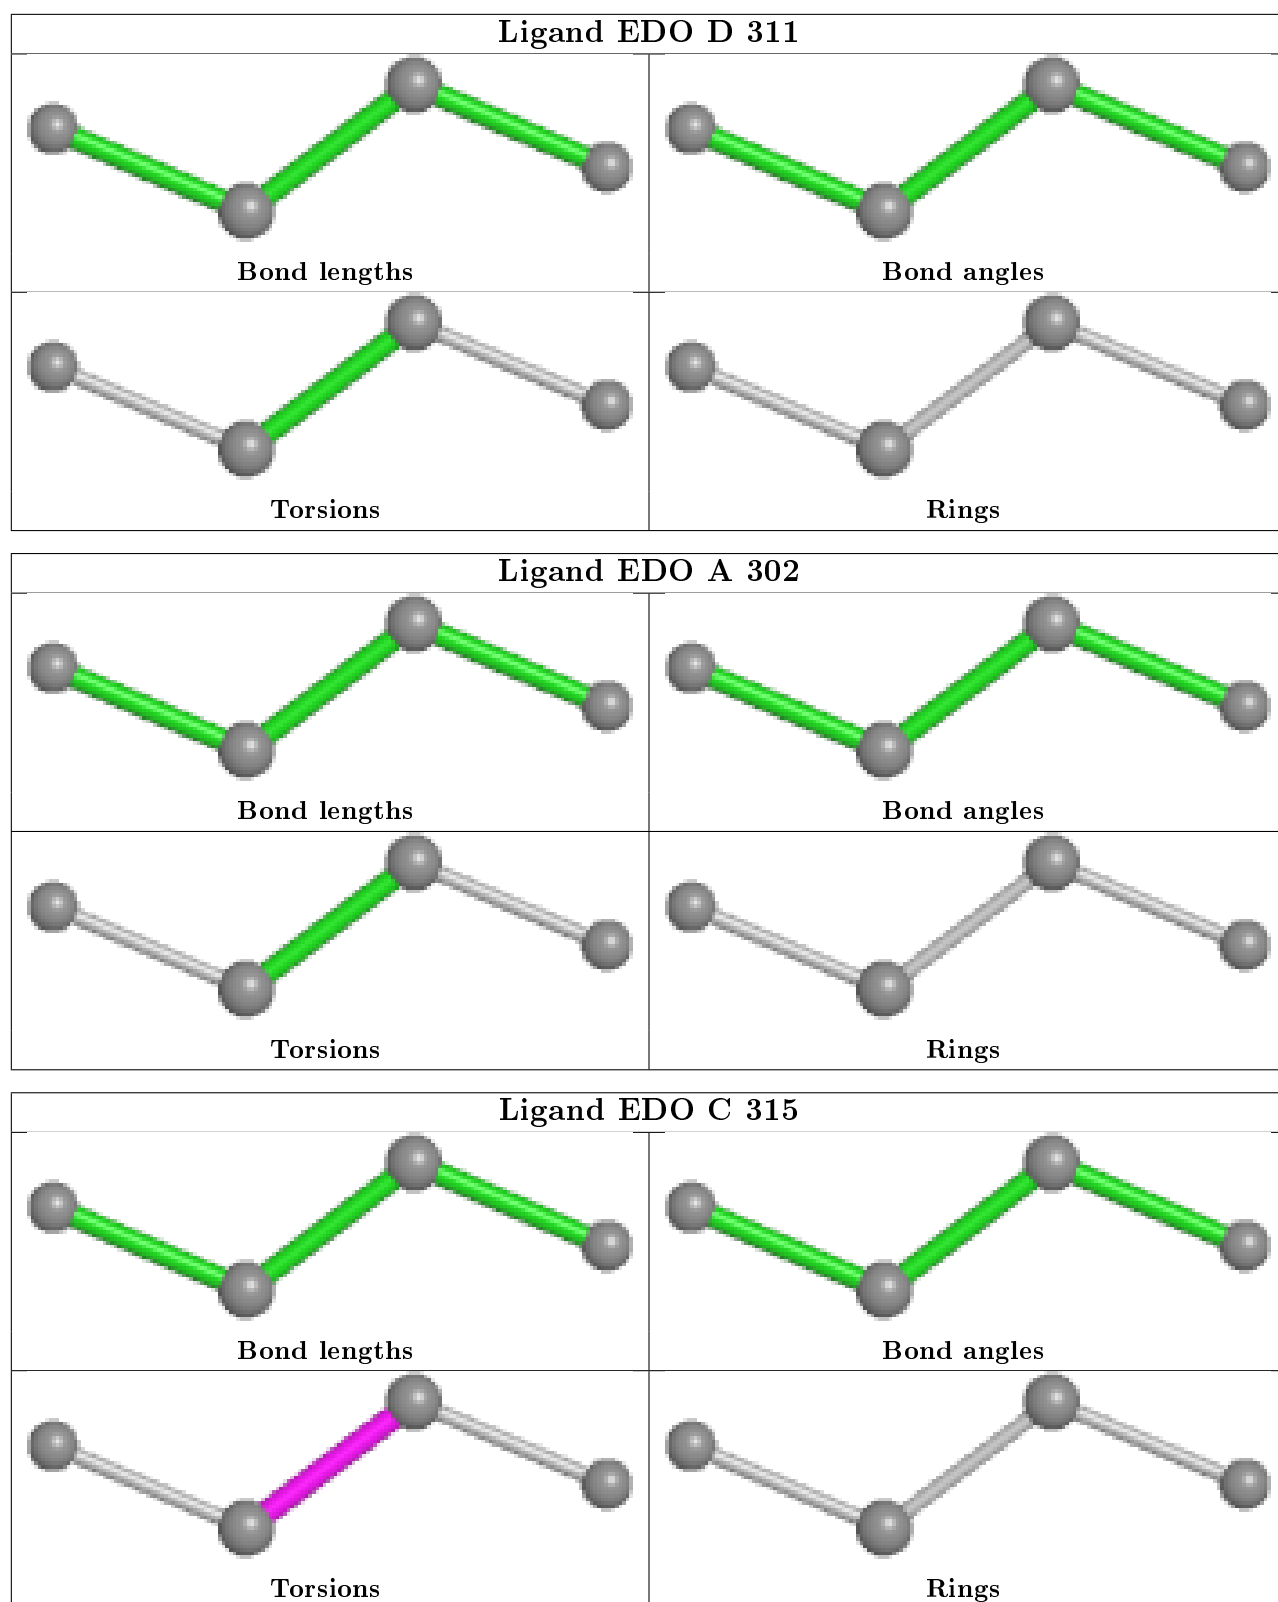 Ligand EDO D 311
Bond lengths
Bond angles
Torsions
Rings
Ligand EDO A 302
Bond lengths
Bond angles
Torsions
Rings
Ligand EDO C 315
Bond lengths
Bond angles
Torsions
Rings